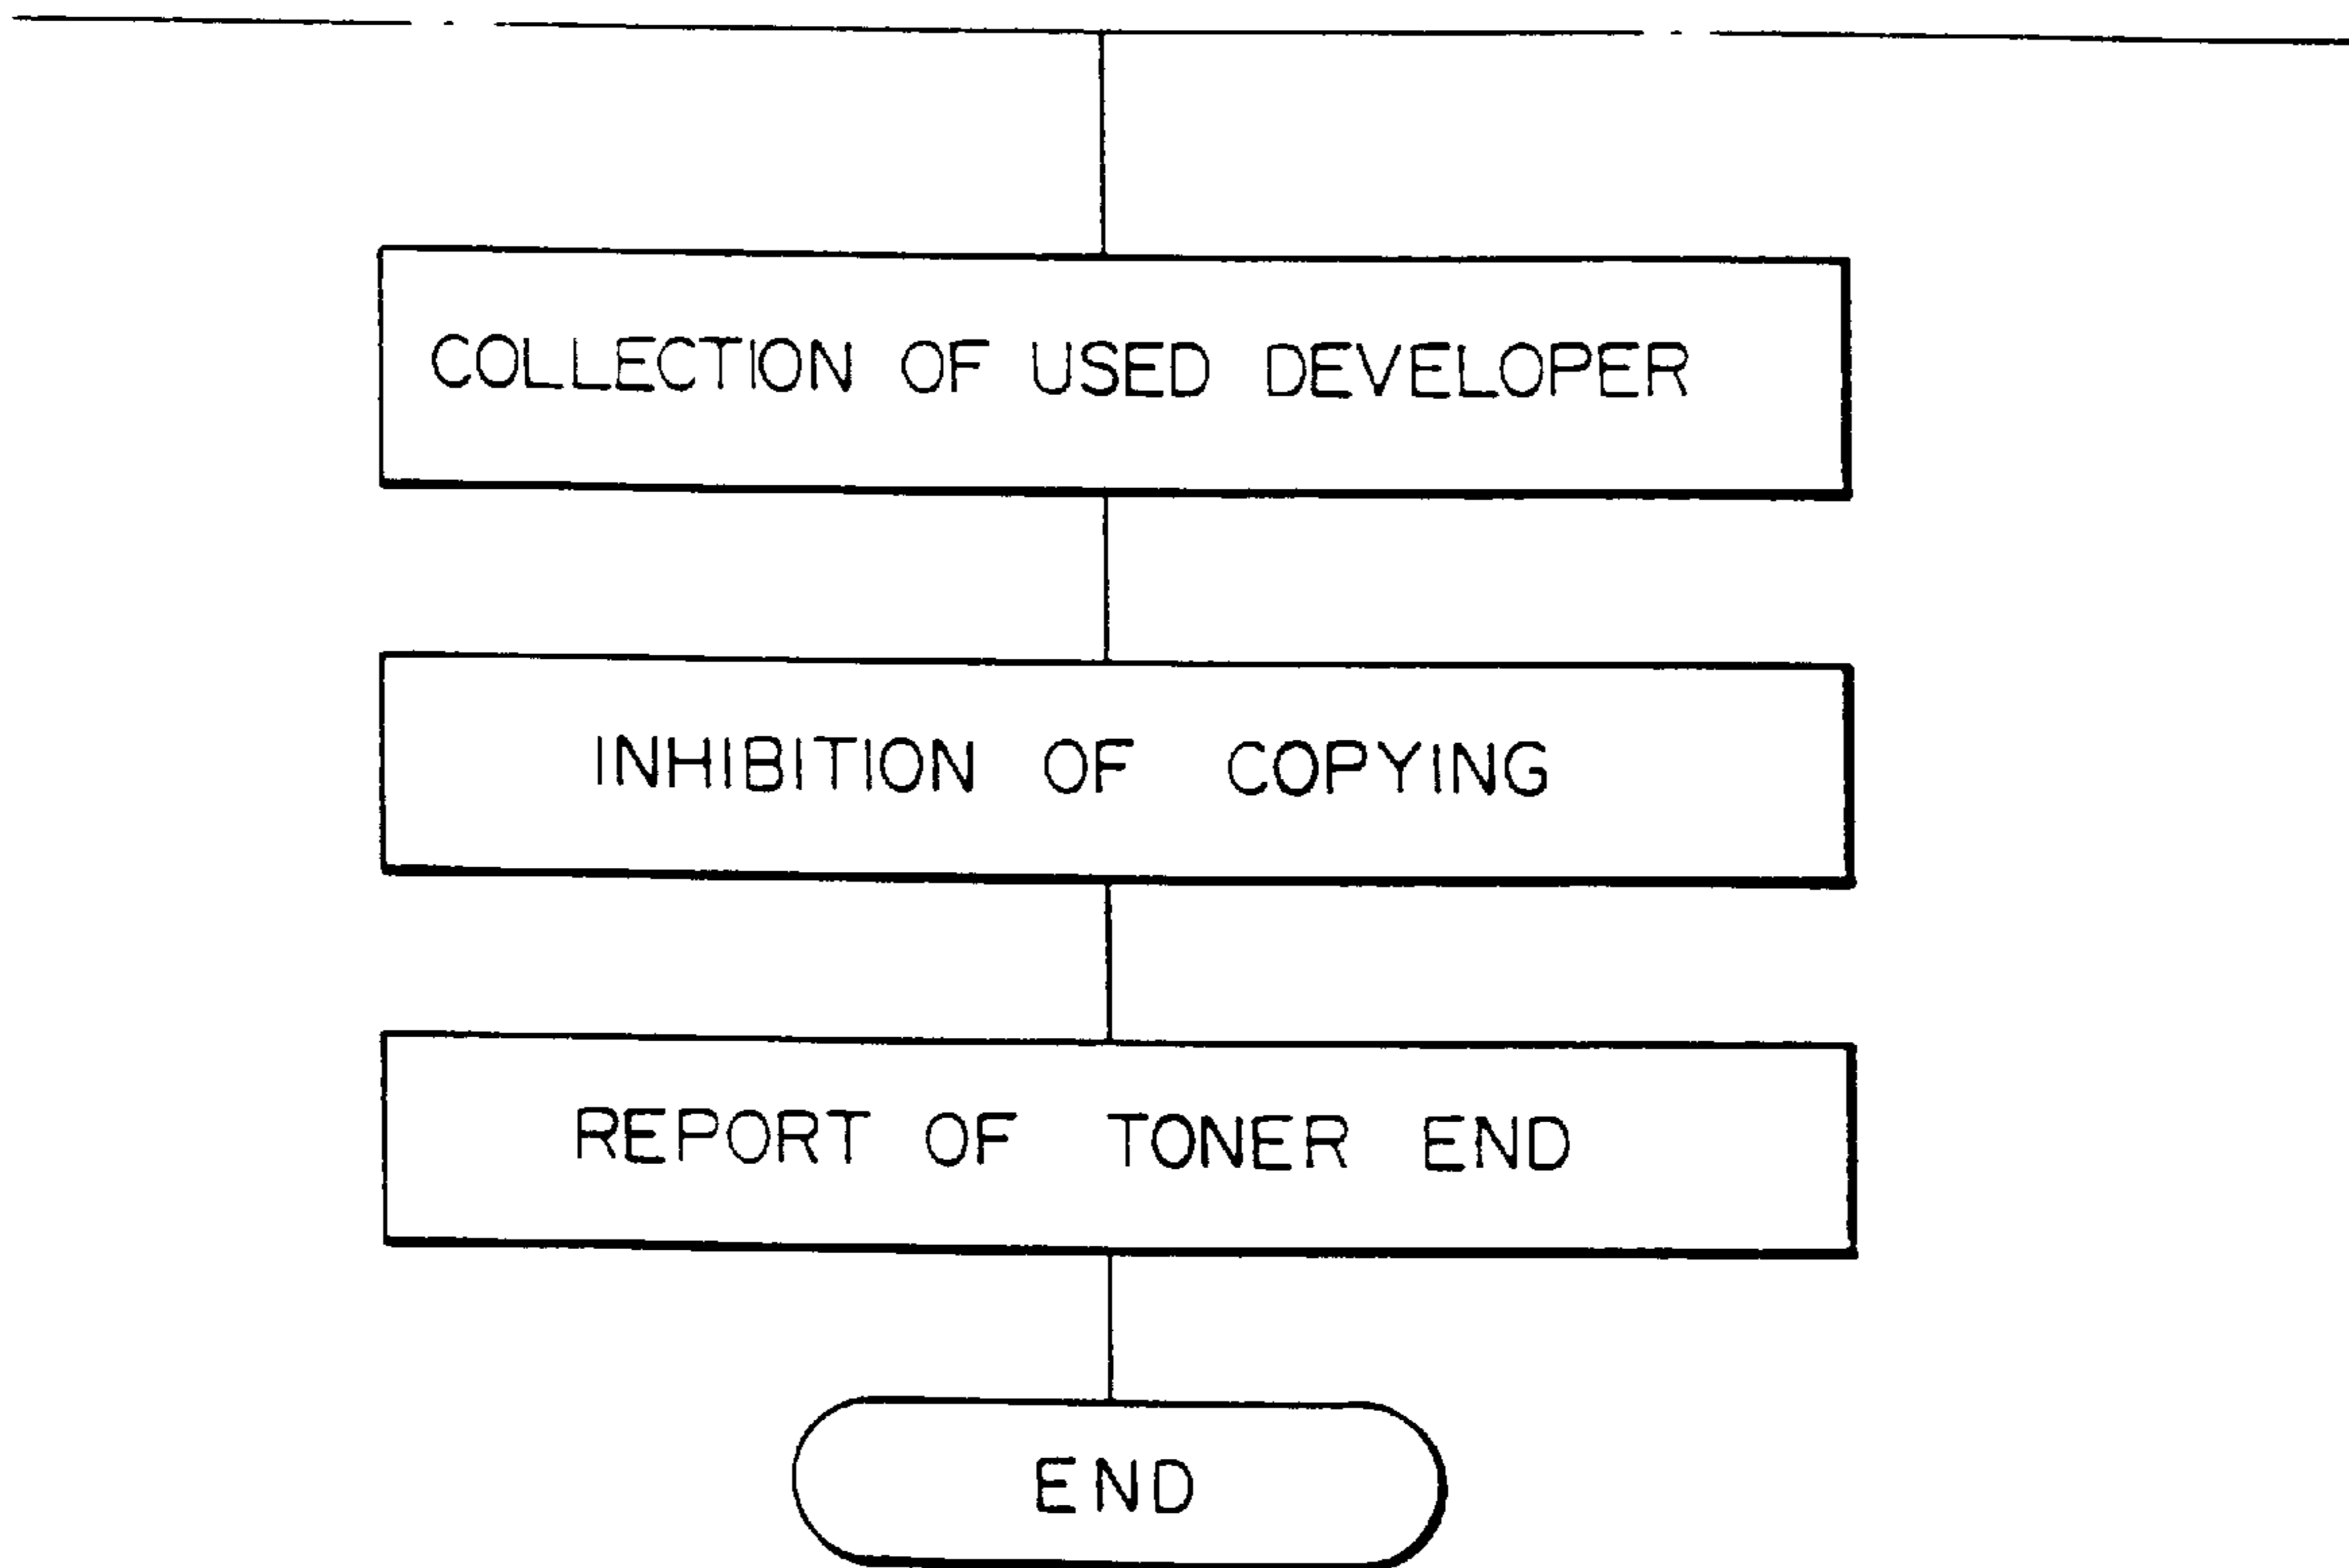 COLLECTION OF USED DEVELOPER
INHIBITION OF COPYING
REPORT OF TONER END
END